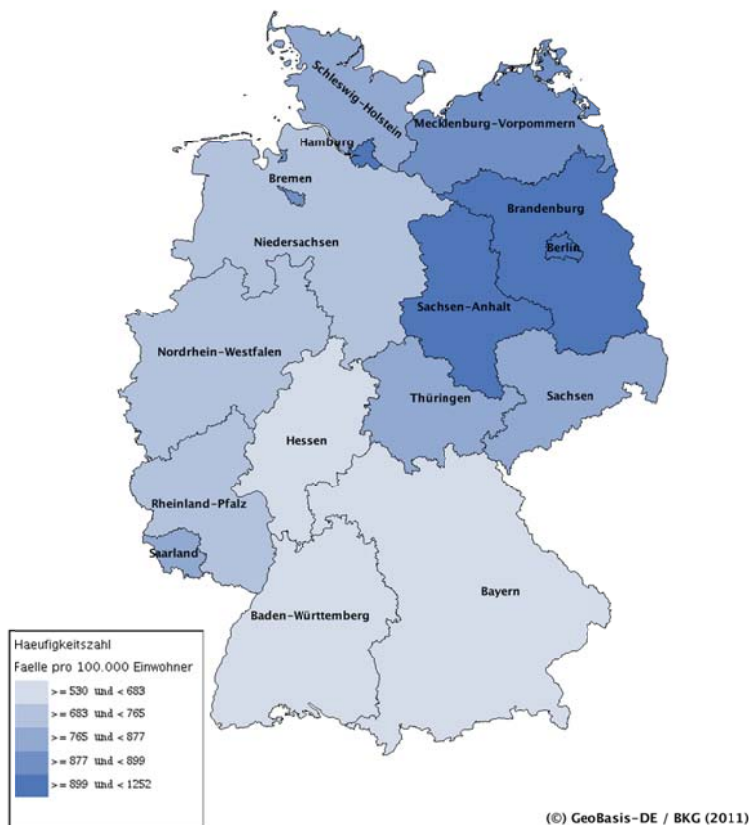 Schleswig-Holstein
Mecklenburg-Vorpommern
Hamburg
Bremen
Brandenburg
Berlin
Niedersachsen
Sachsen-Anhalt
Nordrhein-Westfalen
Thüringen
Sachsen
Hessen
Rheinland-Pfalz
Saarland
Bayern
Baden-Württemberg
Haeufigkeitszahl
Faelle pro 100.000 Einwohner
>= 530 und < 683
>= 683 und < 765
>= 765 und < 877
>= 877 und < 899
>= 899 und < 1252
(©) GeoBasis-DE / BKG (2011)